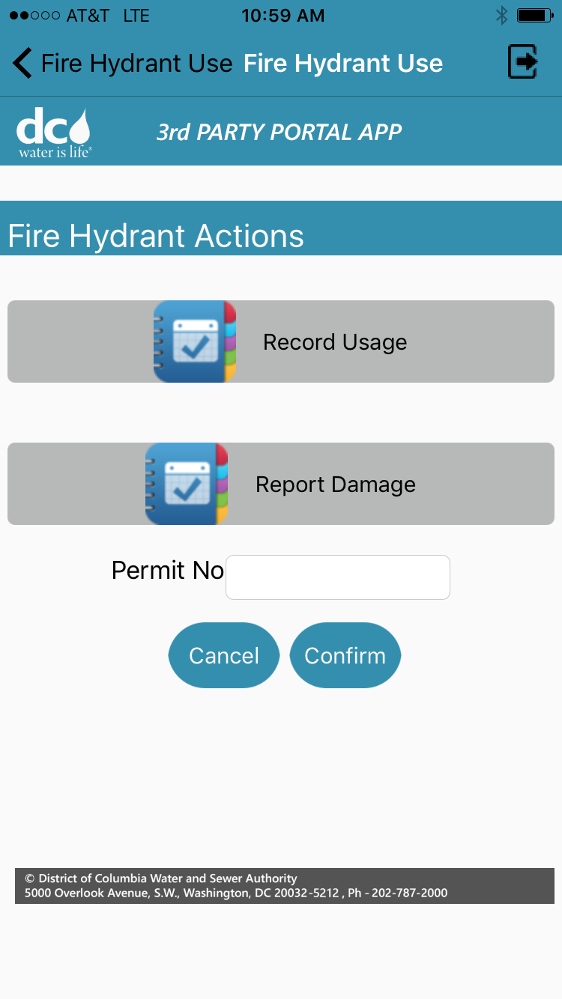 AT&T LTE 10:59 AM
Fire Hydrant Use Fire Hydrant Use
dc
water is life®
3rd PARTY PORTAL APP
Fire Hydrant Actions
Record Usage
Report Damage
Permit No
Cancel Confirm
© District of Columbia Water and Sewer Authority
5000 Overlook Avenue, S.W., Washington, DC 20032-5212 , Ph - 202-787-2000